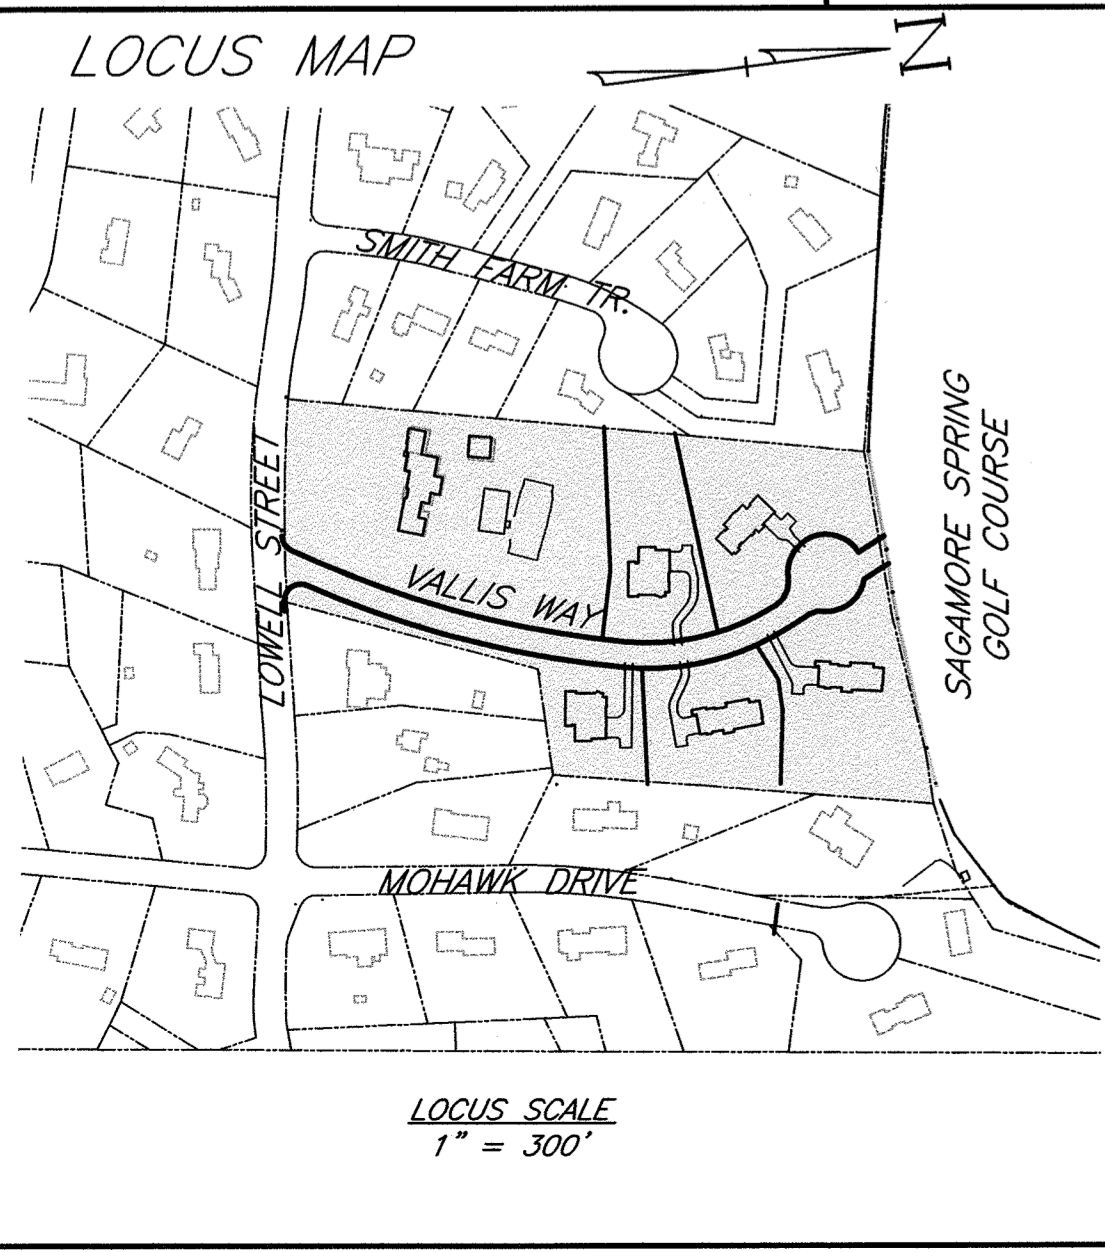 LOCUS MAP
N
SMITH FARM TR.
LOWELL STREET
VALLIS WAY
SAGAMORE SPRING
GOLF COURSE
MOHAWK DRIVE
LOCUS SCALE
1" = 300'